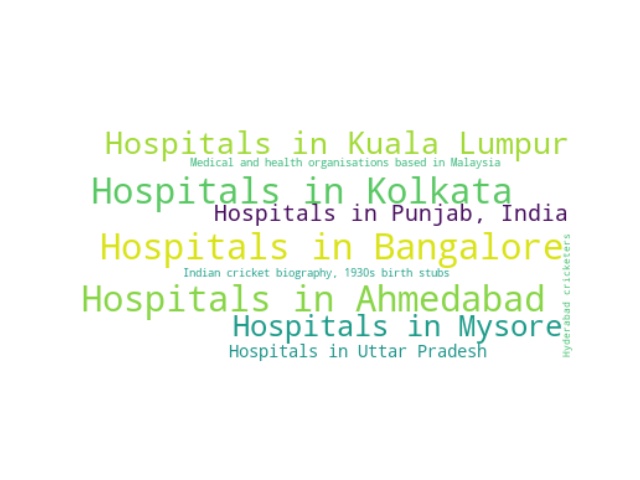 Hospitals in Kuala Lumpur
Medical and health organisations based in Malaysia
Hospitals in Kolkata
Hospitals in Punjab, India
Hospitals in Bangalore
Indian cricket biography, 1930s birth stubs
Hospitals in Ahmedabad
Hospitals in Mysore
Hospitals in Uttar Pradesh
Hyderabad cricketers